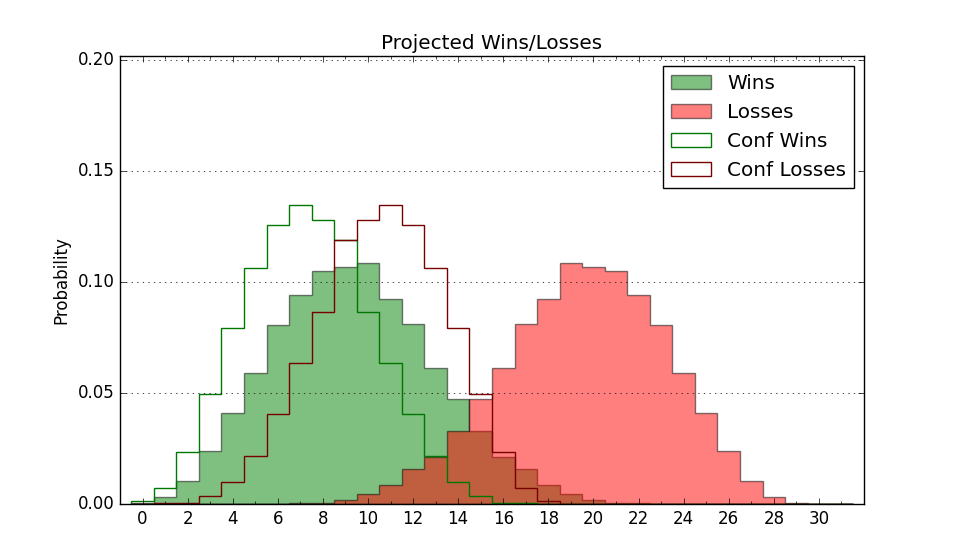 Projected Wins/Losses
Wins
Losses
Conf Wins
Conf Losses
Probability
0.20
0.15
0.10
0.05
0.00
0 2 4 6 8 10 12 14 16 18 20 22 24 26 28 30